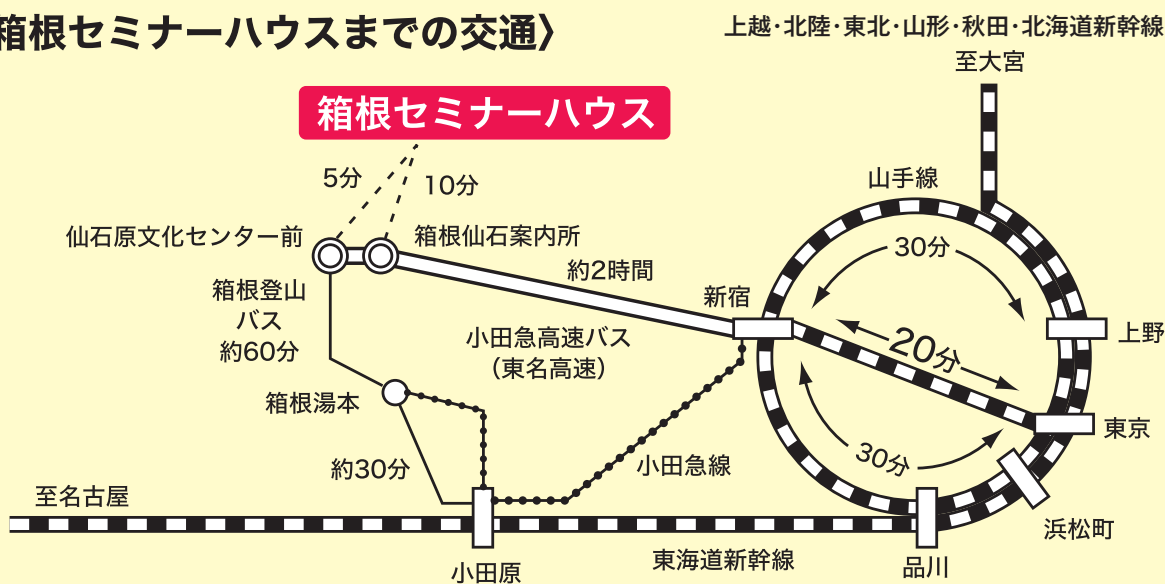 箱根セミナーハウスまでの交通〉
上越・北陸・東北・山形・秋田・北海道新幹線
至大宮
箱根セミナーハウス
5分
10分
山手線
仙石原文化センター前
箱根仙石案内所
30分
約2時間
箱根登山
バス
約60分
新宿
小田急高速バス
（東名高速）
上野
20分
箱根湯本
東京
約30分
小田急線
30分
至名古屋
浜松町
東海道新幹線
小田原
品川